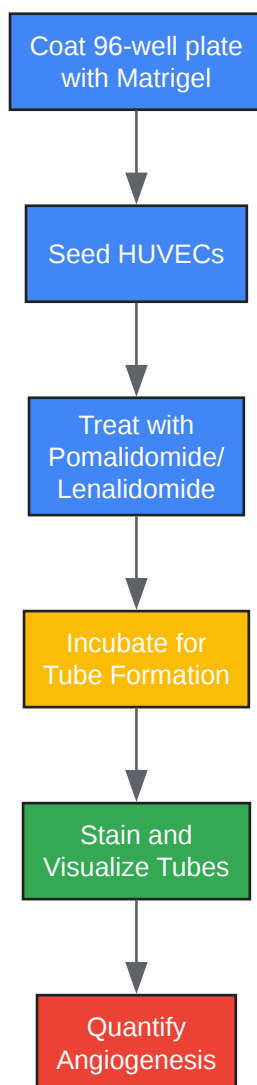 Coat 96-well plate
with Matrigel
Seed HUVECs
Treat with
Pomalidomide/
Lenalidomide
Incubate for
Tube Formation
Stain and
Visualize Tubes
Quantify
Angiogenesis